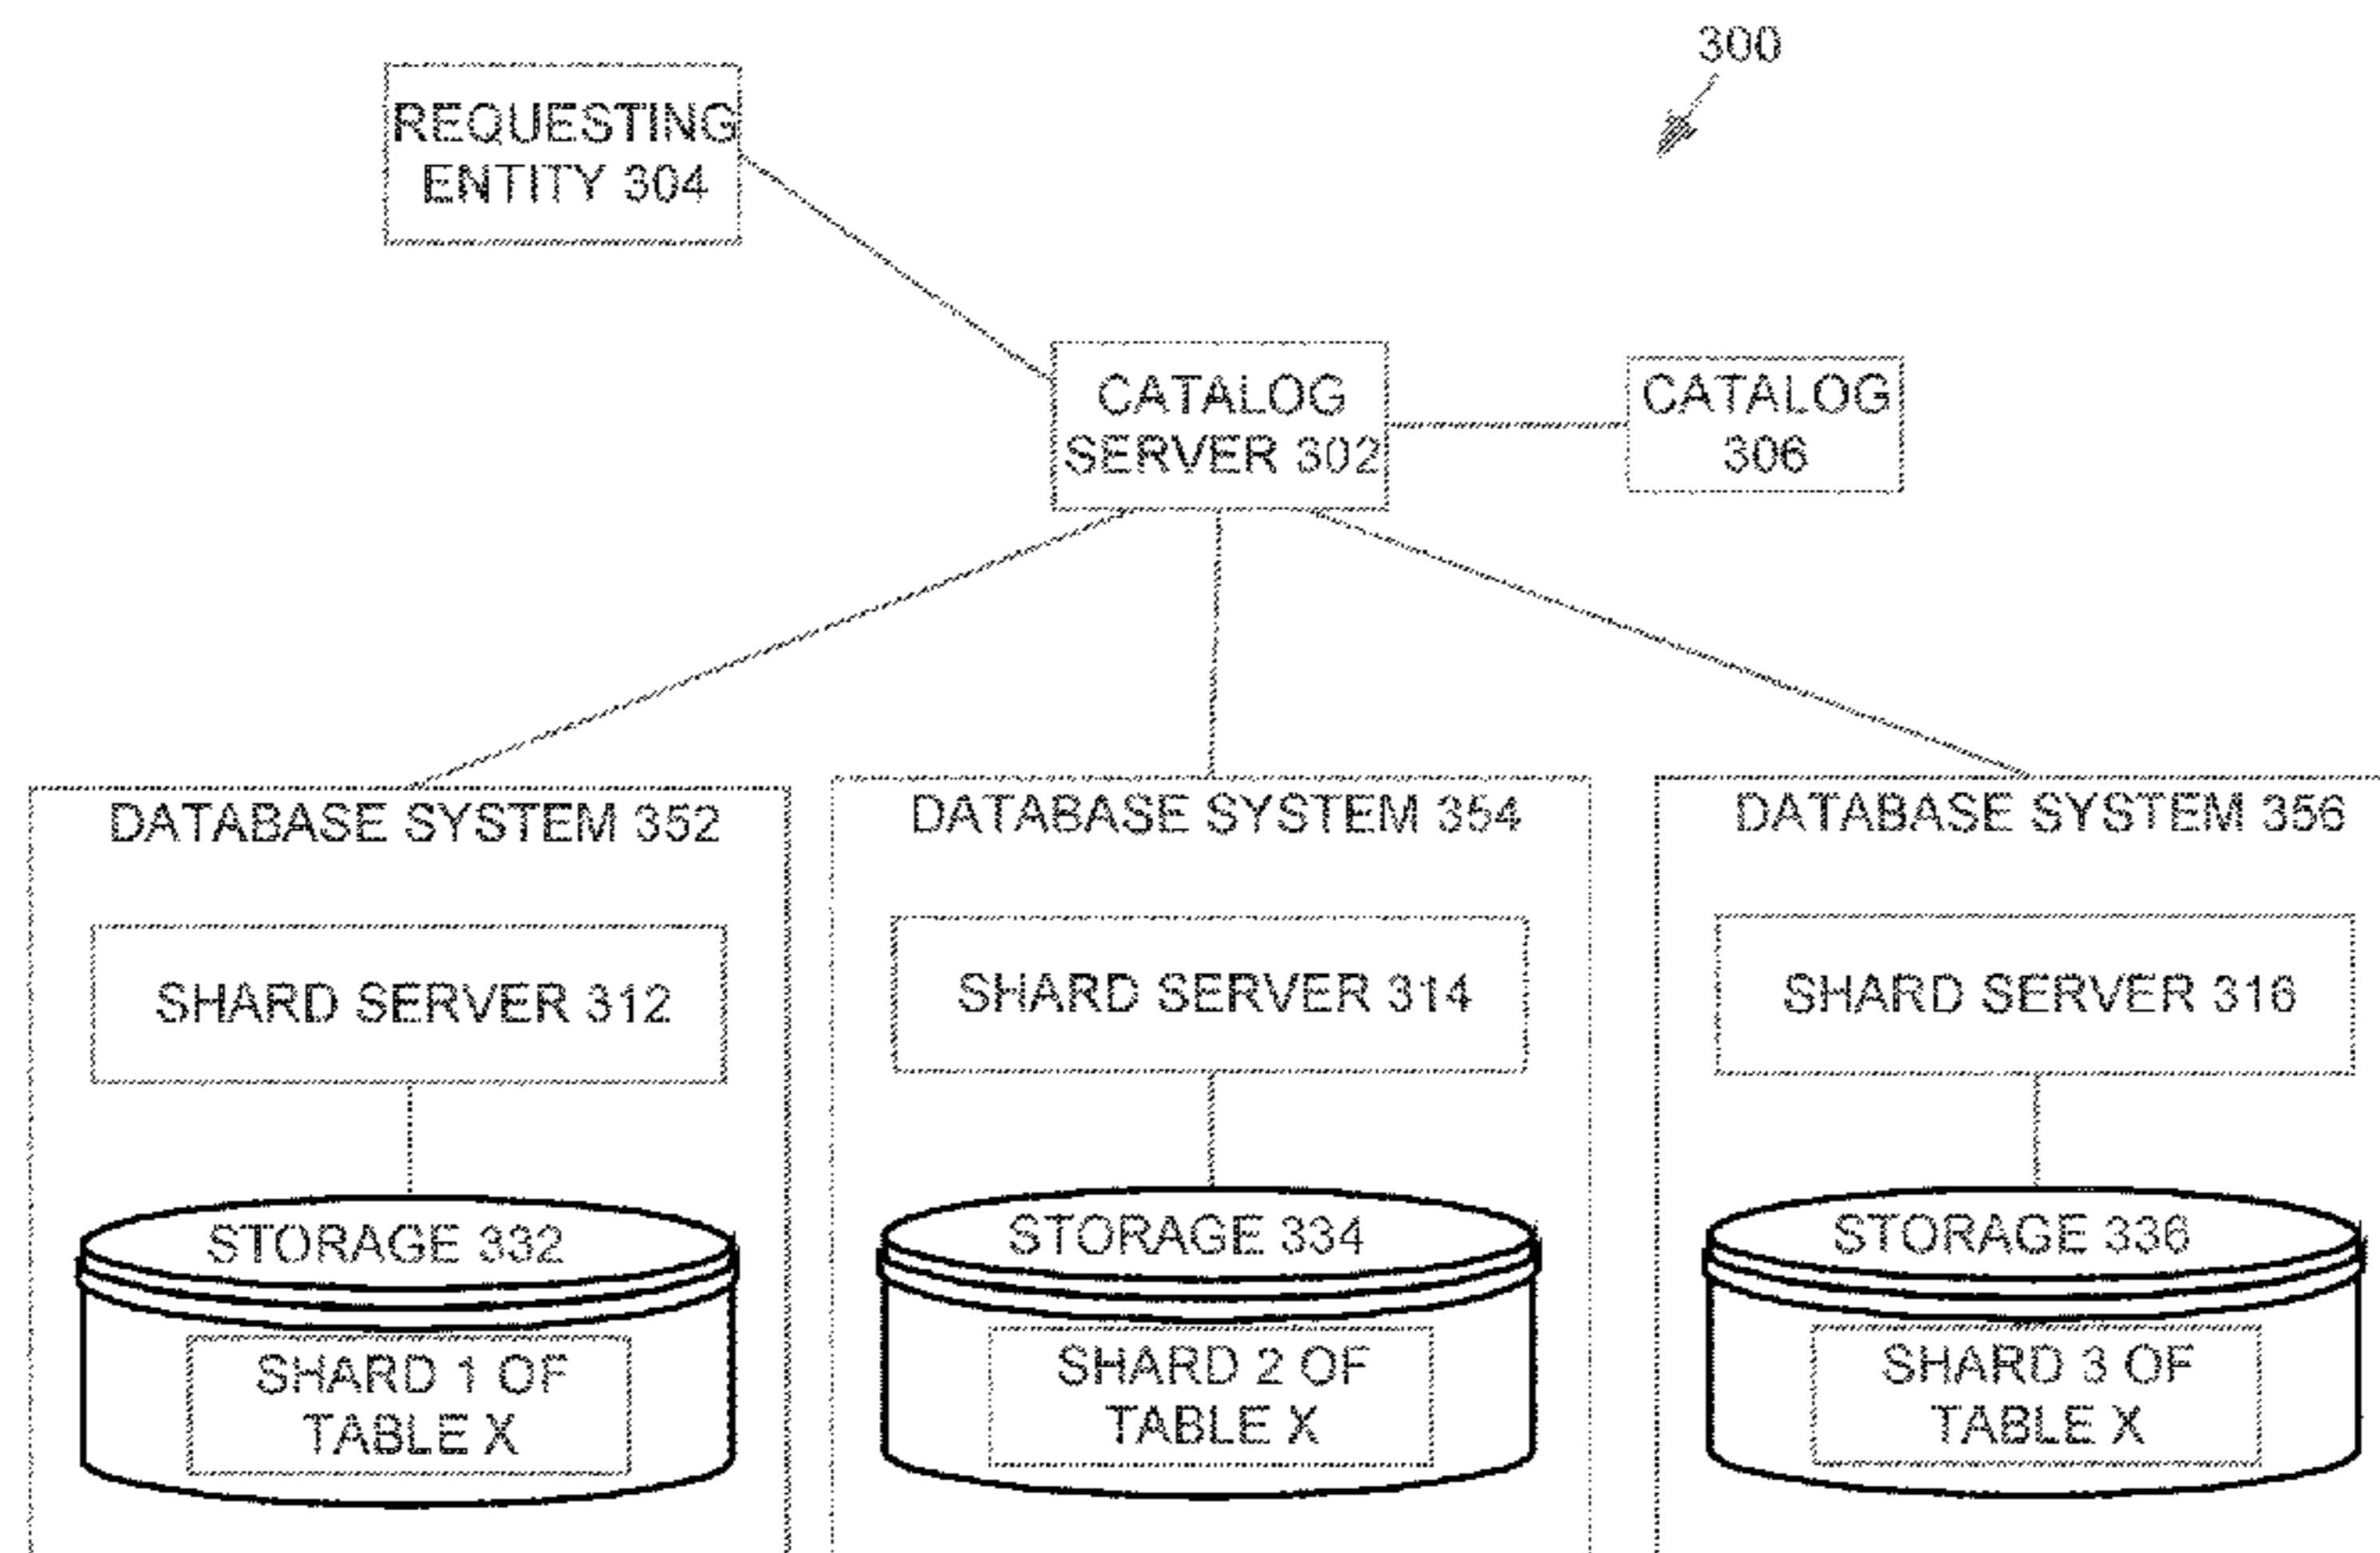 300
REQUESTING
ENTITY 304
CATALOG
SERVER 302
CATALOG
306
DATABASE SYSTEM 352
DATABASE SYSTEM 354
DATABASE SYSTEM 356
SHARD SERVER 312
SHARD SERVER 314
SHARD SERVER 316
STORAGE 332
STORAGE 334
STORAGE 336
SHARD 1 OF
TABLE X
SHARD 2 OF
TABLE X
SHARD 3 OF
TABLE X